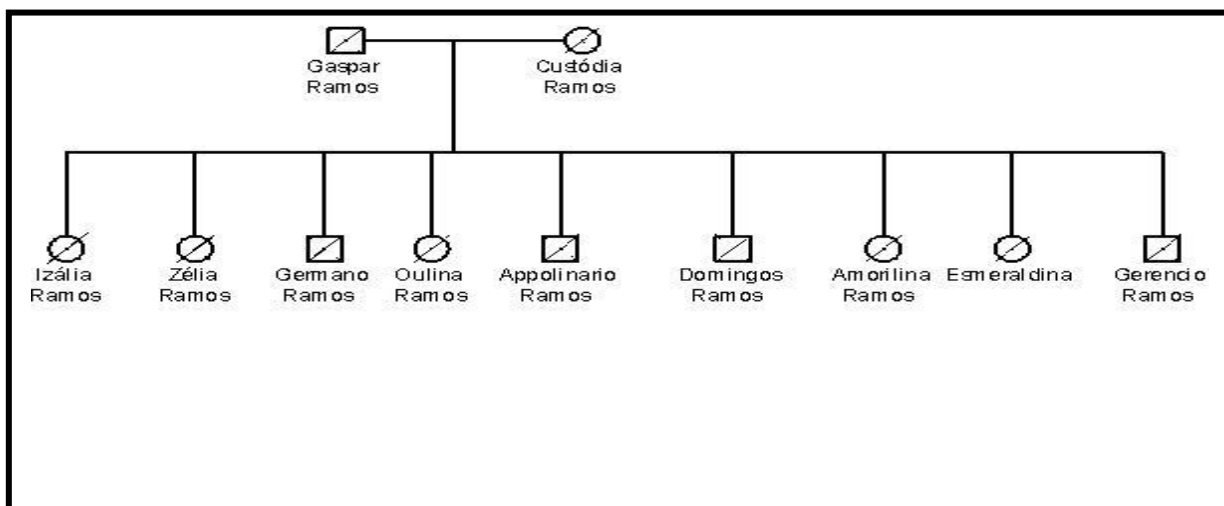 Gaspar
Ramos
Custódia
Ramos
Izália
Ramos
Zélia
Ramos
Germano
Ramos
Oulina
Ramos
Appolinario
Ramos
Domingos
Ramos
Amorilina
Ramos
Esmeraldina
Gerencio
Ramos